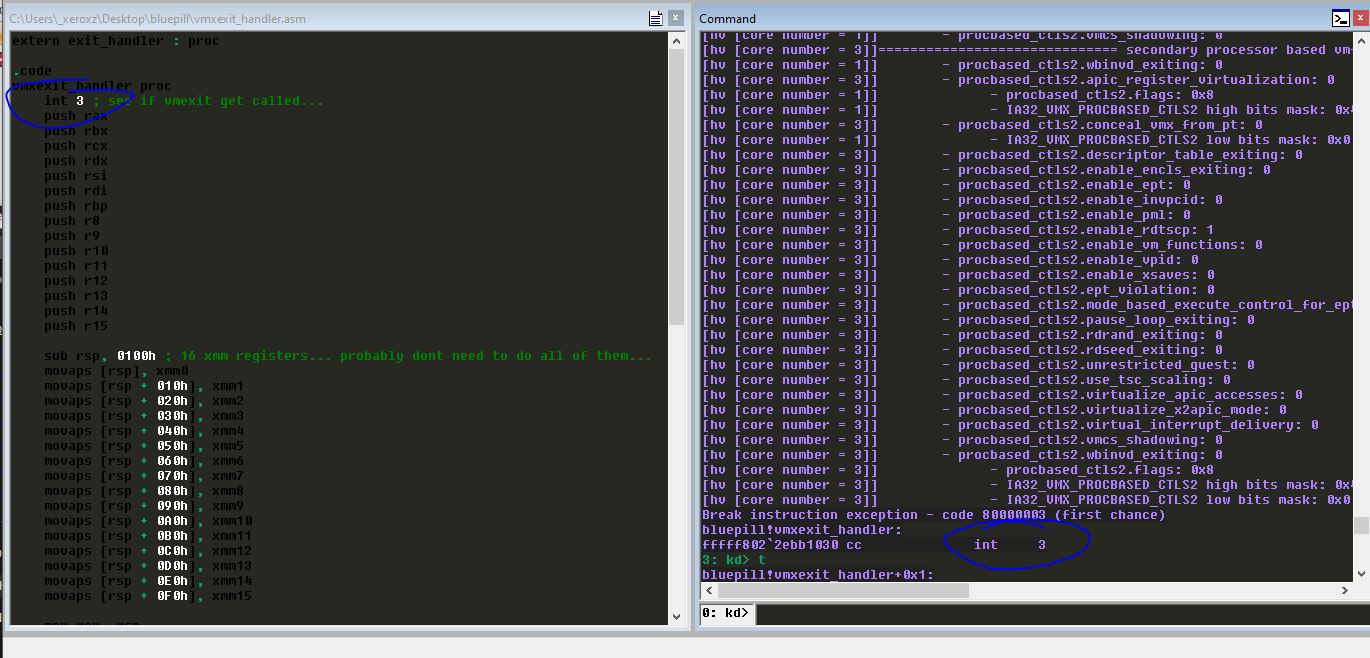 C:\Users\_xeroxz\Desktop\bluepill\vmxexit_handler.asm
extern exit_handler : proc
.code
vmxexit_handler proc
int 3 ; see if vmexit get called...
push rax
push rbx
push rcx
push rdx
push rsi
push rdi
push rbp
push r8
push r9
push r10
push r11
push r12
push r13
push r14
push r15
sub rsp, 0100h ; 16 xmm registers... probably dont need to do all of them...
movaps [rsp], xmm0
movaps [rsp + 010h], xmm1
movaps [rsp + 020h], xmm2
movaps [rsp + 030h], xmm3
movaps [rsp + 040h], xmm4
movaps [rsp + 050h], xmm5
movaps [rsp + 060h], xmm6
movaps [rsp + 070h], xmm7
movaps [rsp + 080h], xmm8
movaps [rsp + 090h], xmm9
movaps [rsp + 0A0h], xmm10
movaps [rsp + 0B0h], xmm11
movaps [rsp + 0C0h], xmm12
movaps [rsp + 0D0h], xmm13
movaps [rsp + 0E0h], xmm14
movaps [rsp + 0F0h], xmm15
Command
[hv [core number = 1]] - procbased_ctls2.vmcs_shadowing: 0
[hv [core number = 3]]============================== secondary processor based vm-
[hv [core number = 1]] - procbased_ctls2.wbinvd_exiting: 0
[hv [core number = 3]] - procbased_ctls2.apic_register_virtualization: 0
[hv [core number = 1]] - procbased_ctls2.flags: 0x8
[hv [core number = 1]] - IA32_VMX_PROCBASED_CTLS2 high bits mask: 0x
[hv [core number = 3]] - procbased_ctls2.conceal_vmx_from_pt: 0
[hv [core number = 1]] - IA32_VMX_PROCBASED_CTLS2 low bits mask: 0x0
[hv [core number = 3]] - procbased_ctls2.descriptor_table_exiting: 0
[hv [core number = 3]] - procbased_ctls2.enable_encls_exiting: 0
[hv [core number = 3]] - procbased_ctls2.enable_ept: 0
[hv [core number = 3]] - procbased_ctls2.enable_invpcid: 0
[hv [core number = 3]] - procbased_ctls2.enable_pml: 0
[hv [core number = 3]] - procbased_ctls2.enable_rdtscp: 1
[hv [core number = 3]] - procbased_ctls2.enable_vm_functions: 0
[hv [core number = 3]] - procbased_ctls2.enable_vpid: 0
[hv [core number = 3]] - procbased_ctls2.enable_xsaves: 0
[hv [core number = 3]] - procbased_ctls2.ept_violation: 0
[hv [core number = 3]] - procbased_ctls2.mode_based_execute_control_for_ept
[hv [core number = 3]] - procbased_ctls2.pause_loop_exiting: 0
[hv [core number = 3]] - procbased_ctls2.rdrand_exiting: 0
[hv [core number = 3]] - procbased_ctls2.rdseed_exiting: 0
[hv [core number = 3]] - procbased_ctls2.unrestricted_guest: 0
[hv [core number = 3]] - procbased_ctls2.use_tsc_scaling: 0
[hv [core number = 3]] - procbased_ctls2.virtualize_apic_accesses: 0
[hv [core number = 3]] - procbased_ctls2.virtualize_x2apic_mode: 0
[hv [core number = 3]] - procbased_ctls2.virtual_interrupt_delivery: 0
[hv [core number = 3]] - procbased_ctls2.vmcs_shadowing: 0
[hv [core number = 3]] - procbased_ctls2.wbinvd_exiting: 0
[hv [core number = 3]] - procbased_ctls2.flags: 0x8
[hv [core number = 3]] - IA32_VMX_PROCBASED_CTLS2 high bits mask: 0x
[hv [core number = 3]] - IA32_VMX_PROCBASED_CTLS2 low bits mask: 0x0
Break instruction exception - code 80000003 (first chance)
bluepill!vmxexit_handler:
fffff802`2ebb1030 cc int 3
3: kd> t
bluepill!vmxexit_handler+0x1:
0: kd>